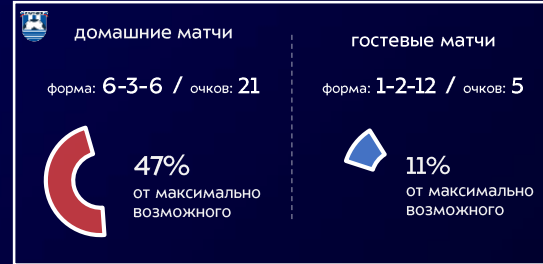 домашние матчи
форма: 6-3-6 / очков: 21
47%
от максимально
возможного
гостевые матчи
форма: 1-2-12 / очков: 5
11%
от максимально
возможного